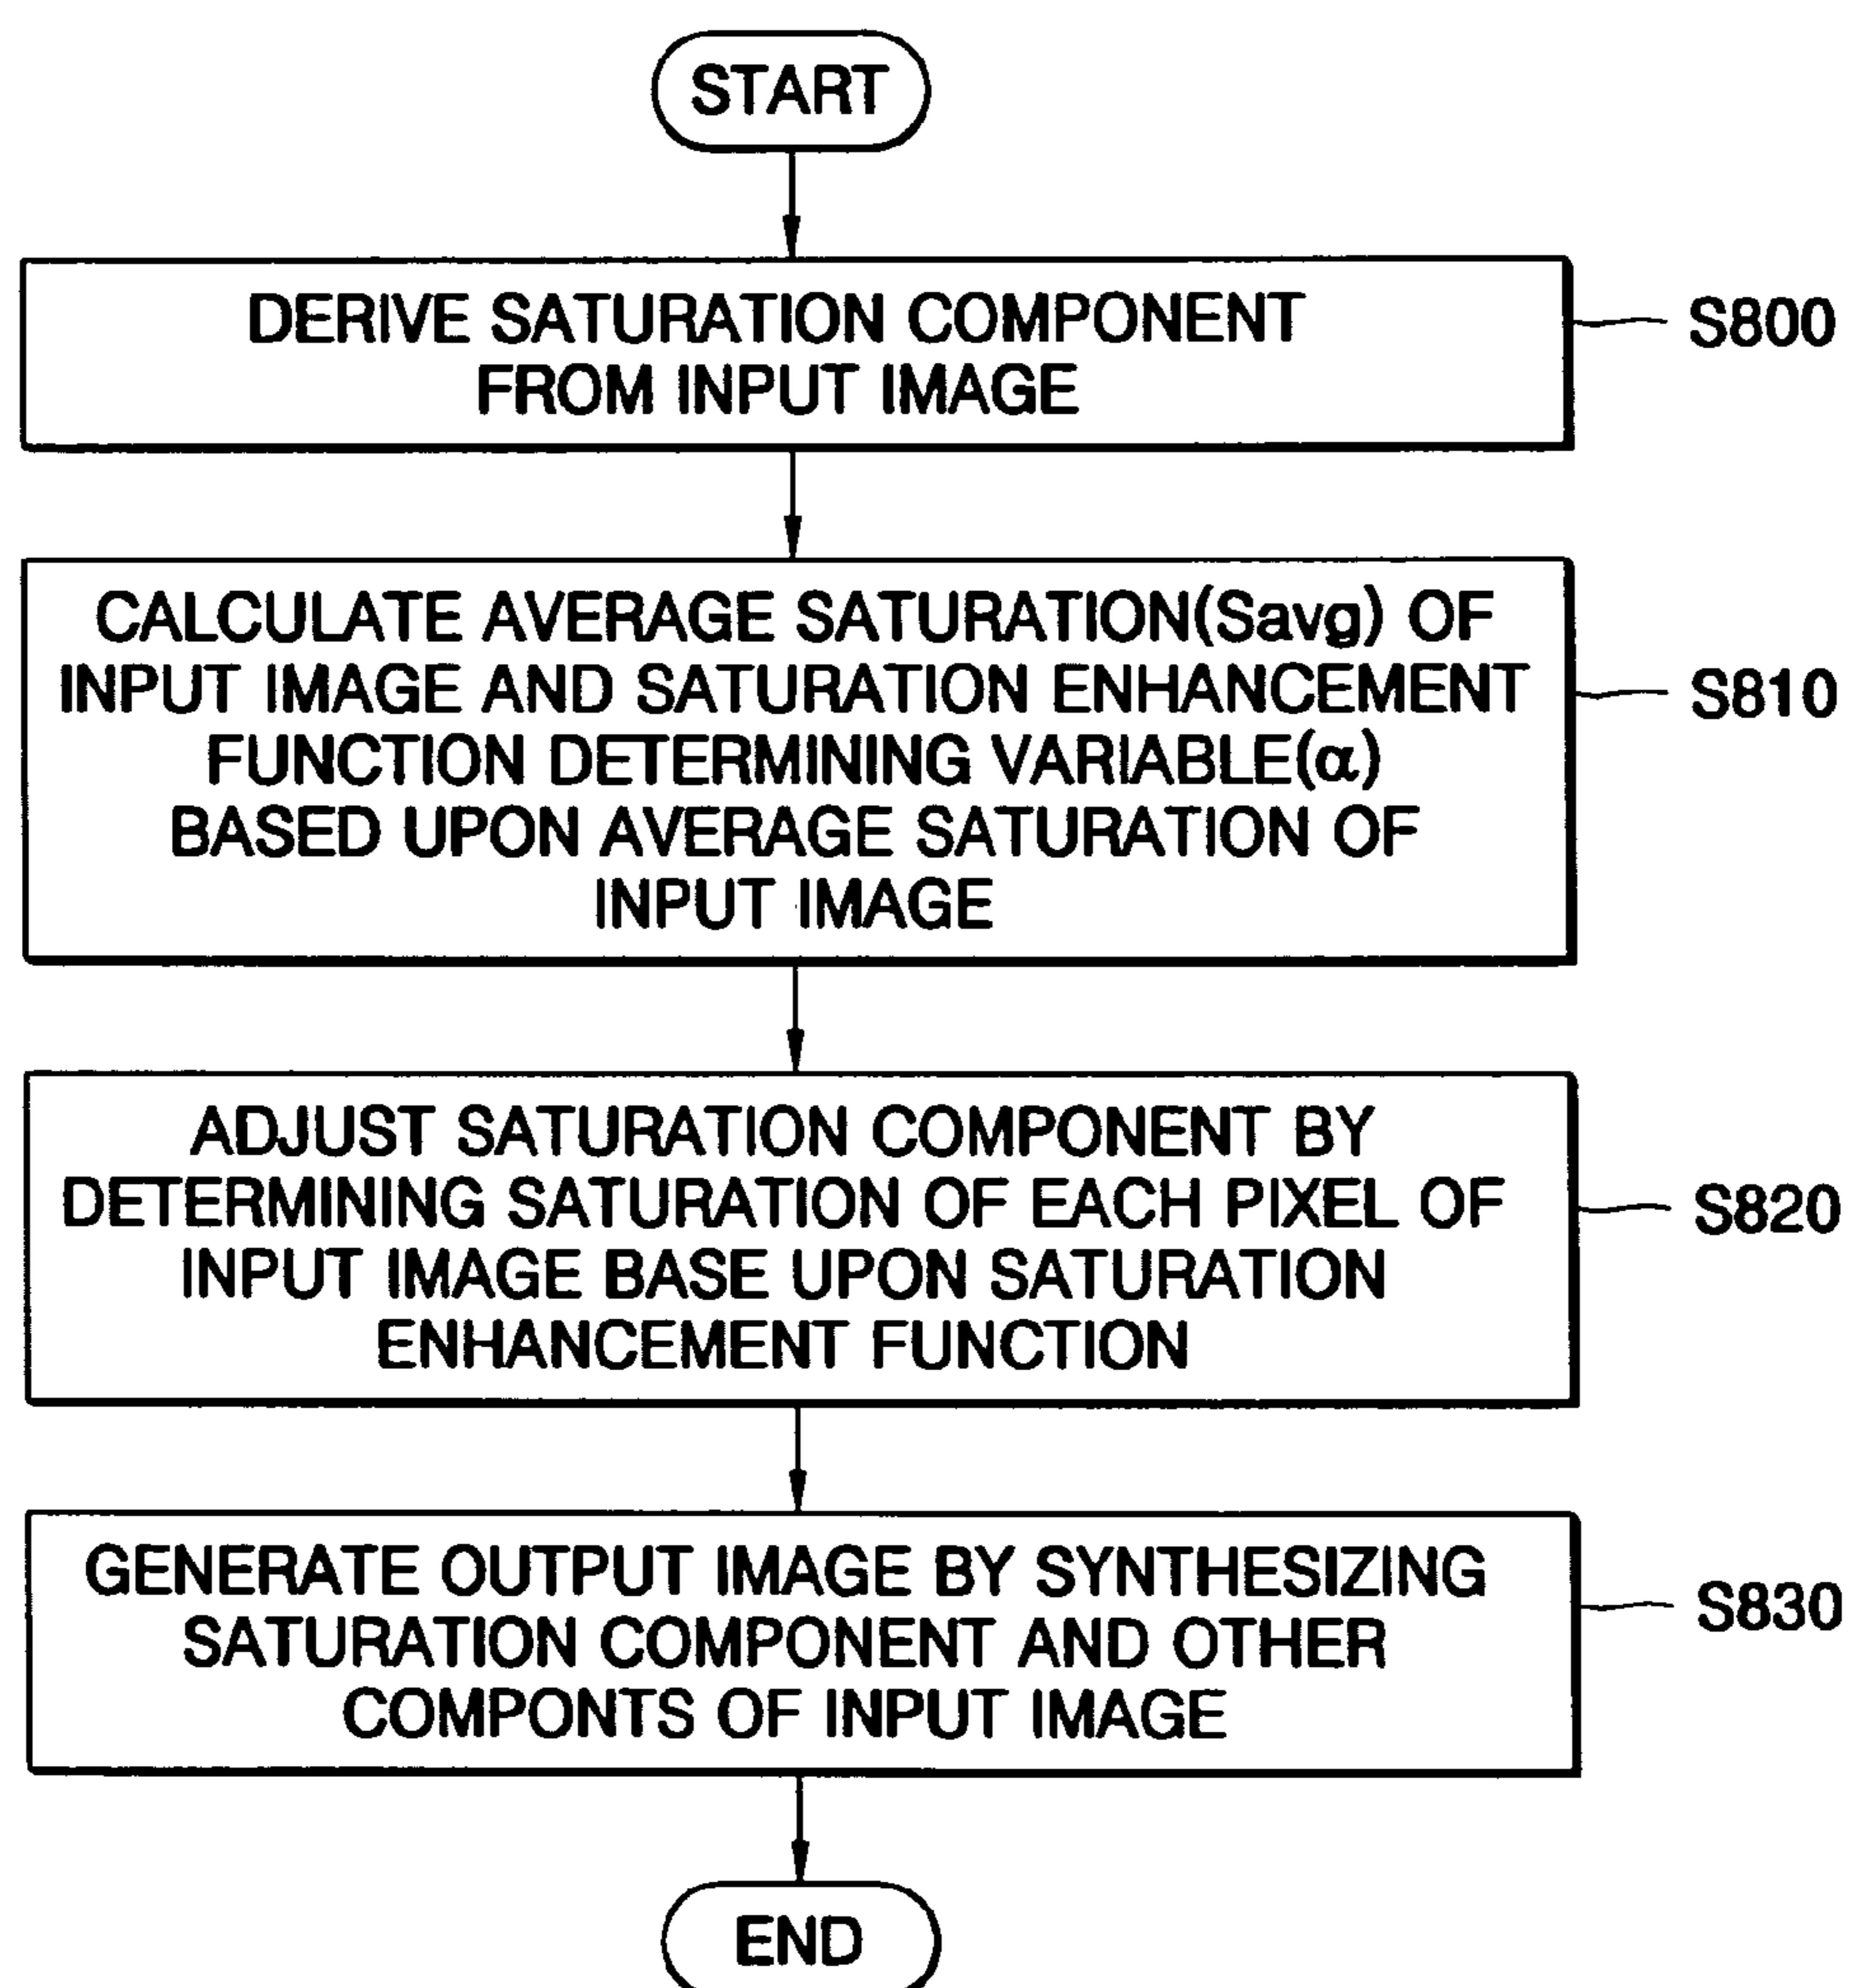 START
DERIVE SATURATION COMPONENT
FROM INPUT IMAGE
S800
CALCULATE AVERAGE SATURATION(Savg) OF
INPUT IMAGE AND SATURATION ENHANCEMENT
FUNCTION DETERMINING VARIABLE(α)
BASED UPON AVERAGE SATURATION OF
INPUT IMAGE
S810
ADJUST SATURATION COMPONENT BY
DETERMINING SATURATION OF EACH PIXEL OF
INPUT IMAGE BASE UPON SATURATION
ENHANCEMENT FUNCTION
S820
GENERATE OUTPUT IMAGE BY SYNTHESIZING
SATURATION COMPONENT AND OTHER
COMPONTS OF INPUT IMAGE
S830
END